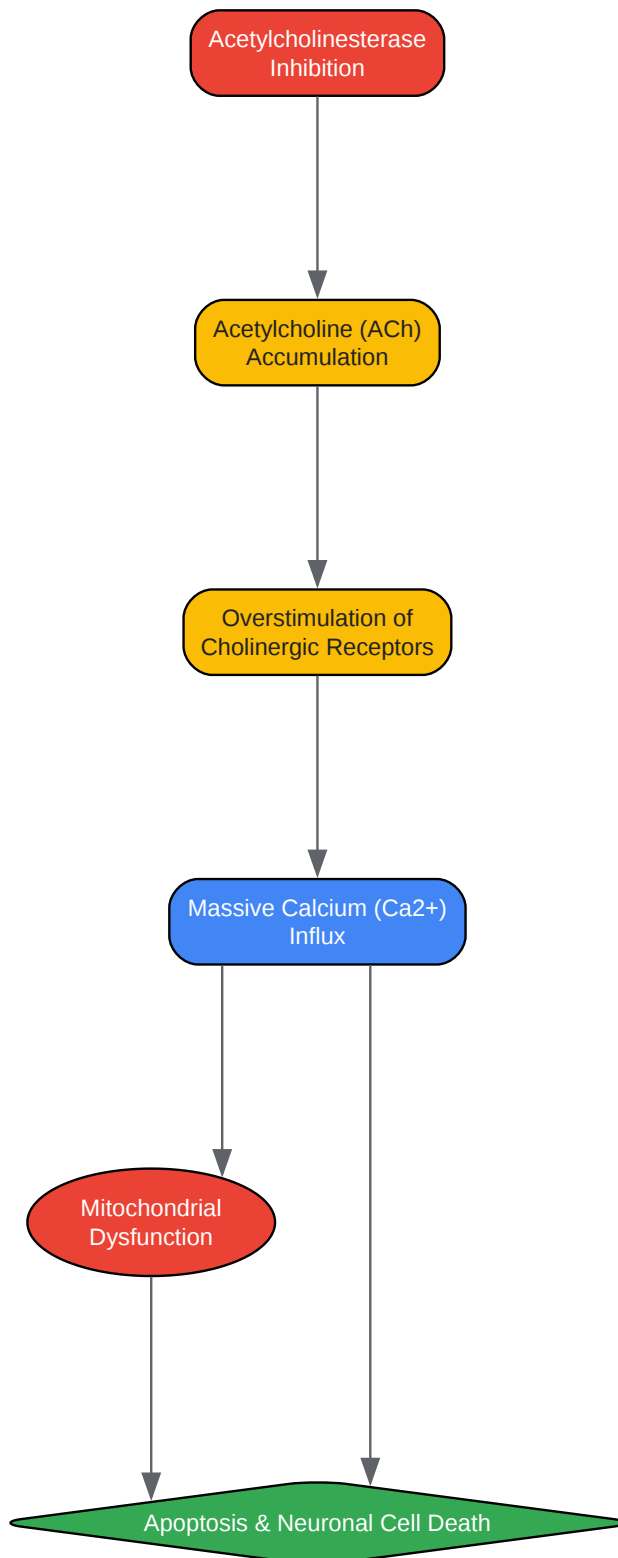 Acetylcholinesterase
Inhibition
Acetylcholine (ACh)
Accumulation
Overstimulation of
Cholinergic Receptors
Massive Calcium (Ca2+)
Influx
Mitochondrial
Dysfunction
Apoptosis & Neuronal Cell Death